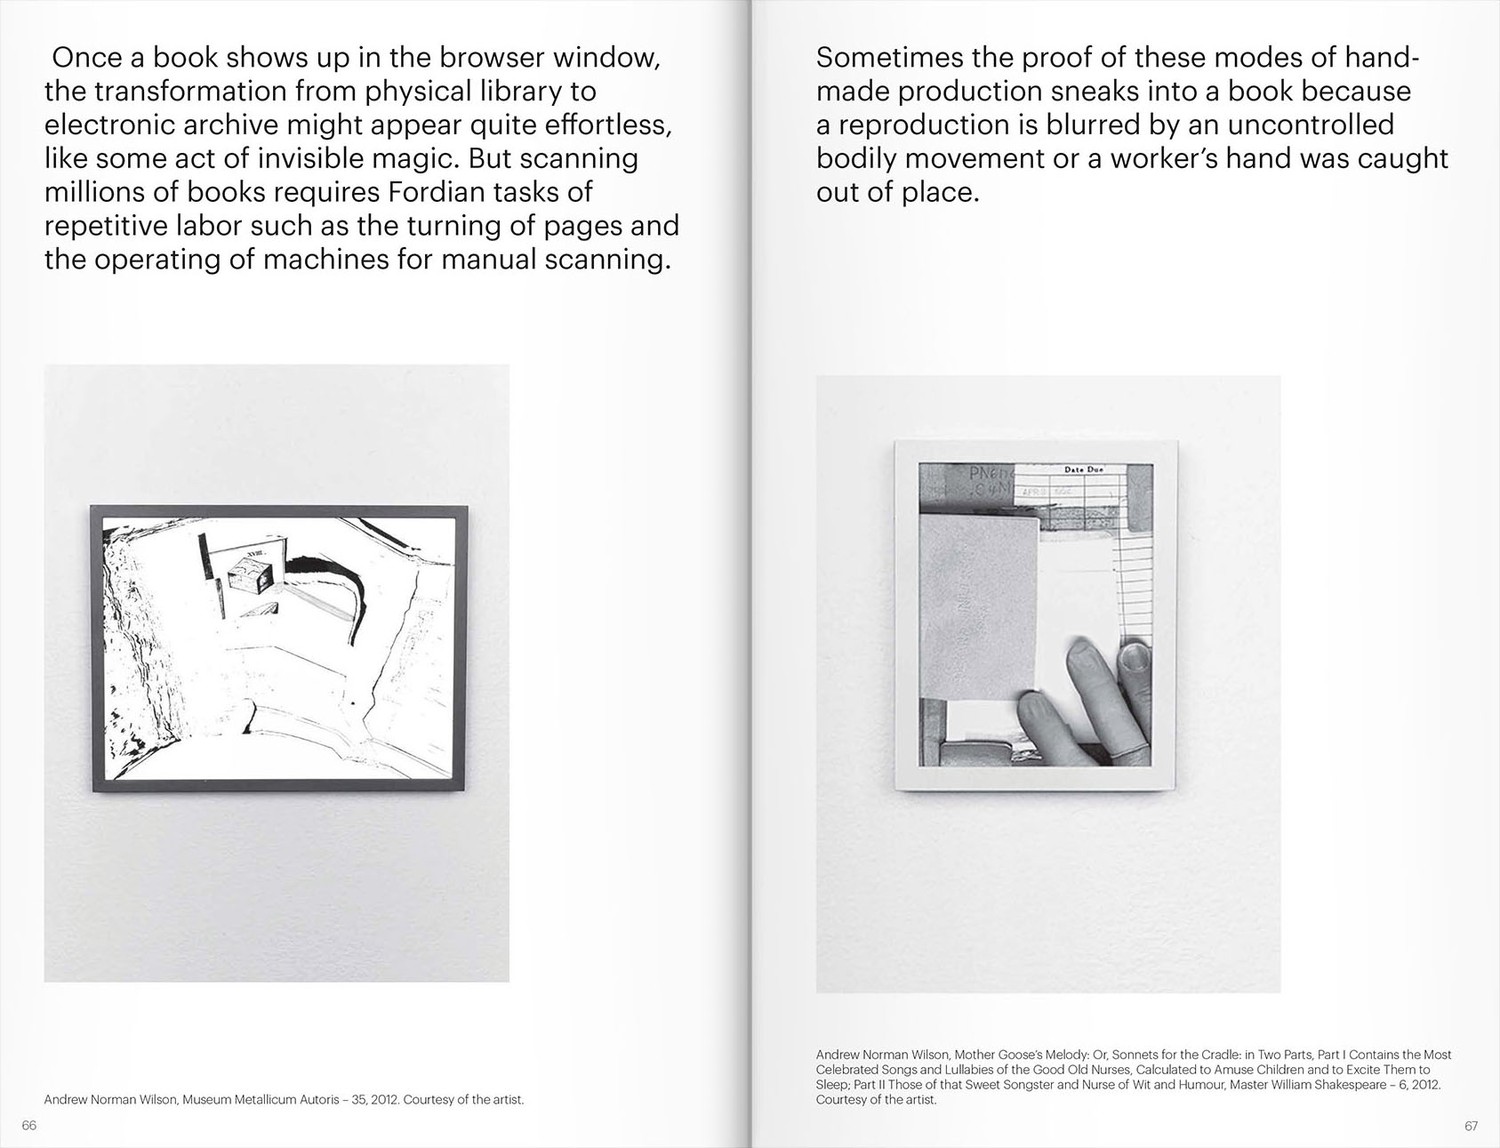 Once a book shows up in the browser window,
the transformation from physical library to
electronic archive might appear quite effortless,
like some act of invisible magic. But scanning
millions of books requires Fordian tasks of
repetitive labor such as the turning of pages and
the operating of machines for manual scanning.
XVIII.
Andrew Norman Wilson, Museum Metallicum Autoris – 35, 2012. Courtesy of the artist.
66
Sometimes the proof of these modes of hand-
made production sneaks into a book because
a reproduction is blurred by an uncontrolled
bodily movement or a worker’s hand was caught
out of place.
Date Due
Andrew Norman Wilson, Mother Goose’s Melody: Or, Sonnets for the Cradle: in Two Parts, Part I Contains the Most
Celebrated Songs and Lullabies of the Good Old Nurses, Calculated to Amuse Children and to Excite Them to
Sleep; Part II Those of that Sweet Songster and Nurse of Wit and Humour, Master William Shakespeare – 6, 2012.
Courtesy of the artist.
67